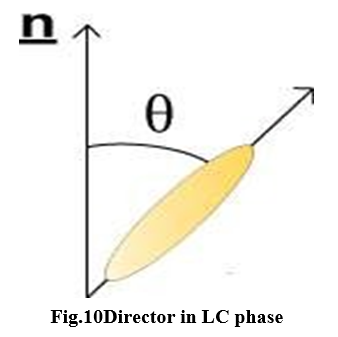 n
θ
Fig.10Director in LC phase